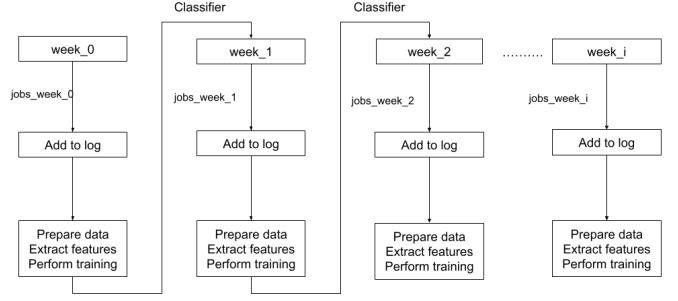 Classifier
Classifier
week_0
week_1
week_2
..........
week_i
jobs_week_0
jobs_week_1
jobs_week_2
jobs_week_i
Add to log
Add to log
Add to log
Add to log
Prepare data
Extract features
Perform training
Prepare data
Extract features
Perform training
Prepare data
Extract features
Perform training
Prepare data
Extract features
Perform training